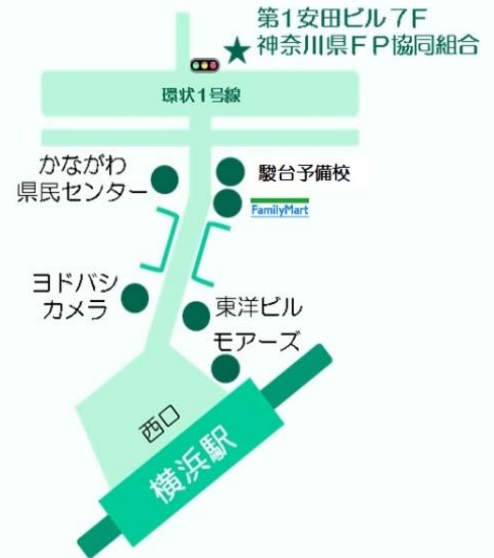 第1安田ビル7F
神奈川県FP協同組合
環状1号線
かながわ
県民センター
駿台予備校
FamilyMart
ヨドバシ
カメラ
東洋ビル
モアーズ
西口
横浜駅